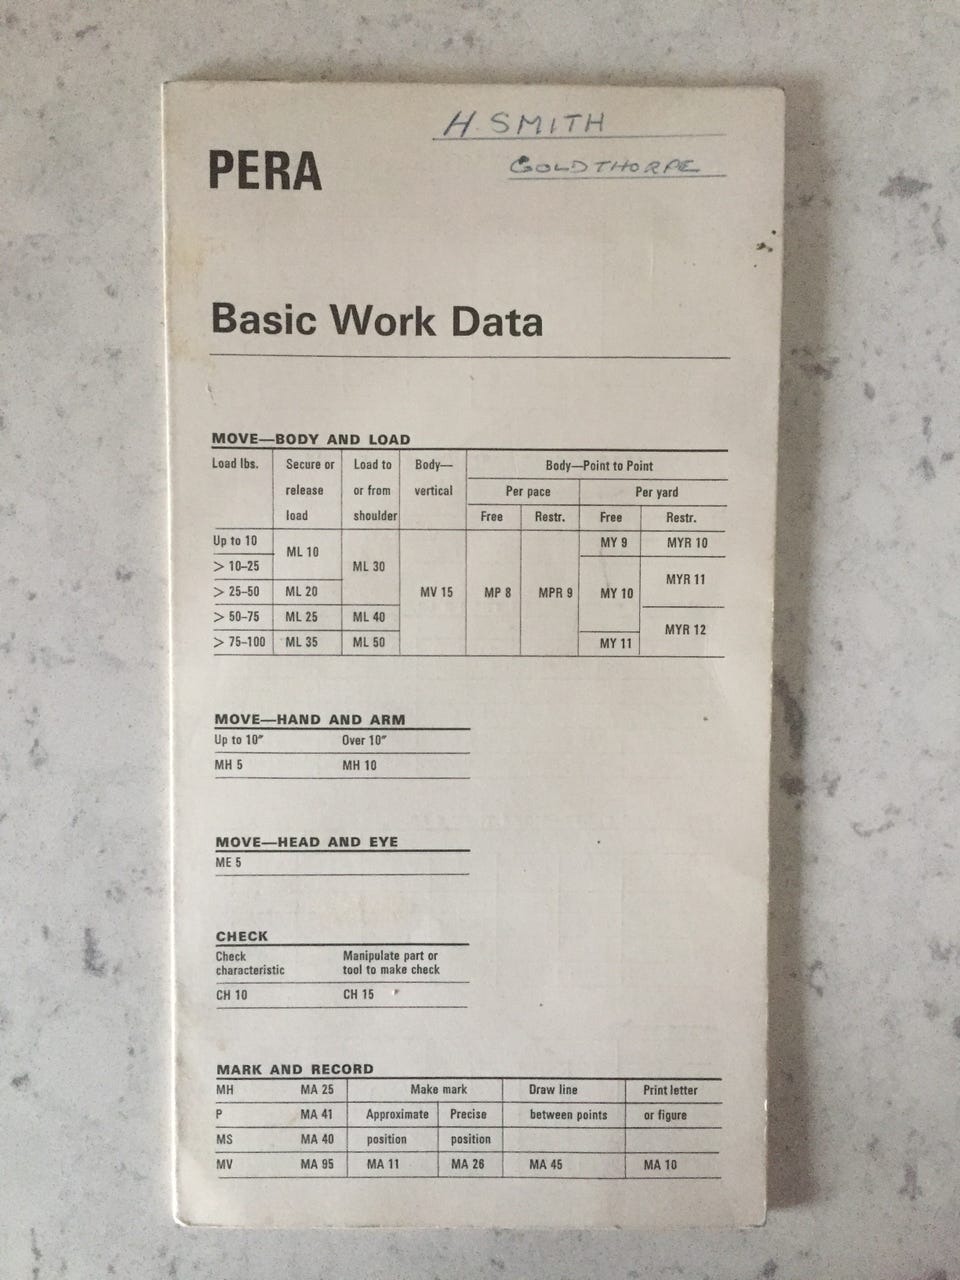 H. SMITH
GOLDTHORPE
PERA
Basic Work Data
MOVE—BODY AND LOAD
Load lbs. Secure or Load to Body— Body—Point to Point
release or from vertical Per pace Per yard
load shoulder Free Restr. Free Restr.
Up to 10 ML 10 ML 30 MV 15 MP 8 MPR 9 MY 9 MYR 10
> 10–25 MY 10 MYR 11
> 25–50 ML 20
> 50–75 ML 25 ML 40 MYR 12
> 75–100 ML 35 ML 50 MY 11
MOVE—HAND AND ARM
Up to 10″ Over 10″
MH 5 MH 10
MOVE—HEAD AND EYE
ME 5
CHECK
Check Manipulate part or
characteristic tool to make check
CH 10 CH 15
MARK AND RECORD
MH MA 25 Make mark Draw line Print letter
P MA 41 Approximate Precise between points or figure
MS MA 40 position position
MV MA 95 MA 11 MA 26 MA 45 MA 10